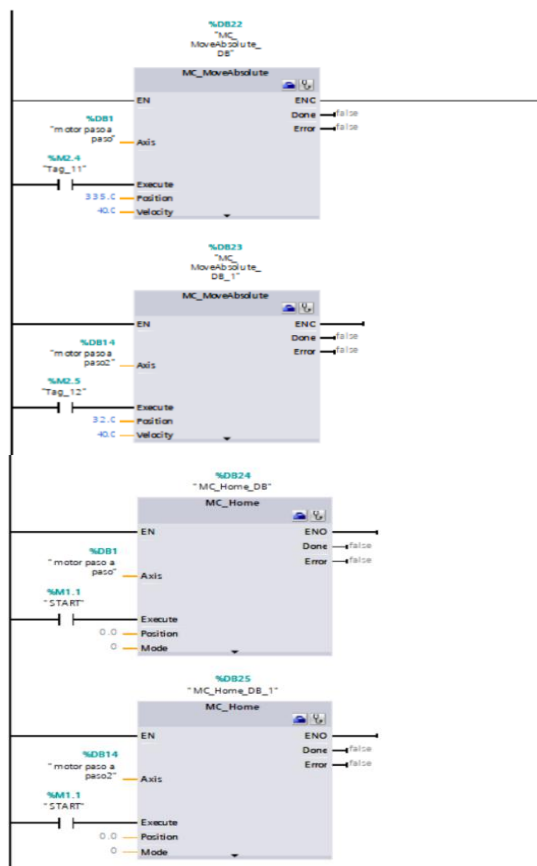 %DB22
"MC_
MoveAbsolute_
DB"
MC_MoveAbsolute
EN ENO
Done false
Error false
%DB1
"motor paso a
paso" Axis
%M2.4
"Tag_11"
Execute
335.0 Position
40.0 Velocity
%DB23
"MC_
MoveAbsolute_
DB_1"
MC_MoveAbsolute
EN ENO
Done false
Error false
%DB14
"motor paso a
paso2" Axis
%M2.5
"Tag_12"
Execute
32.0 Position
40.0 Velocity
%DB24
"MC_Home_DB"
MC_Home
EN ENO
Done false
Error false
%DB1
"motor paso a
paso" Axis
%M1.1
"START"
Execute
0.0 Position
0 Mode
%DB25
"MC_Home_DB_1"
MC_Home
EN ENO
Done false
Error false
%DB14
"motor paso a
paso2" Axis
%M1.1
"START"
Execute
0.0 Position
0 Mode